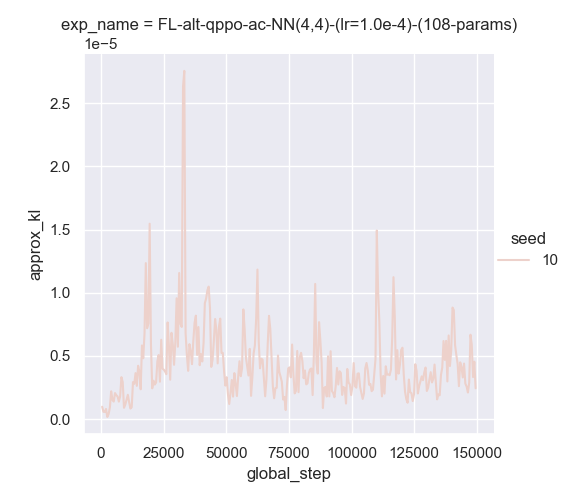 exp_name = FL-alt-qppo-ac-NN(4,4)-(lr=1.0e-4)-(108-params)
1e−5
2.5
2.0
1.5
1.0
0.5
0.0
approx_kl
0 25000 50000 75000 100000 125000 150000
global_step
seed
10